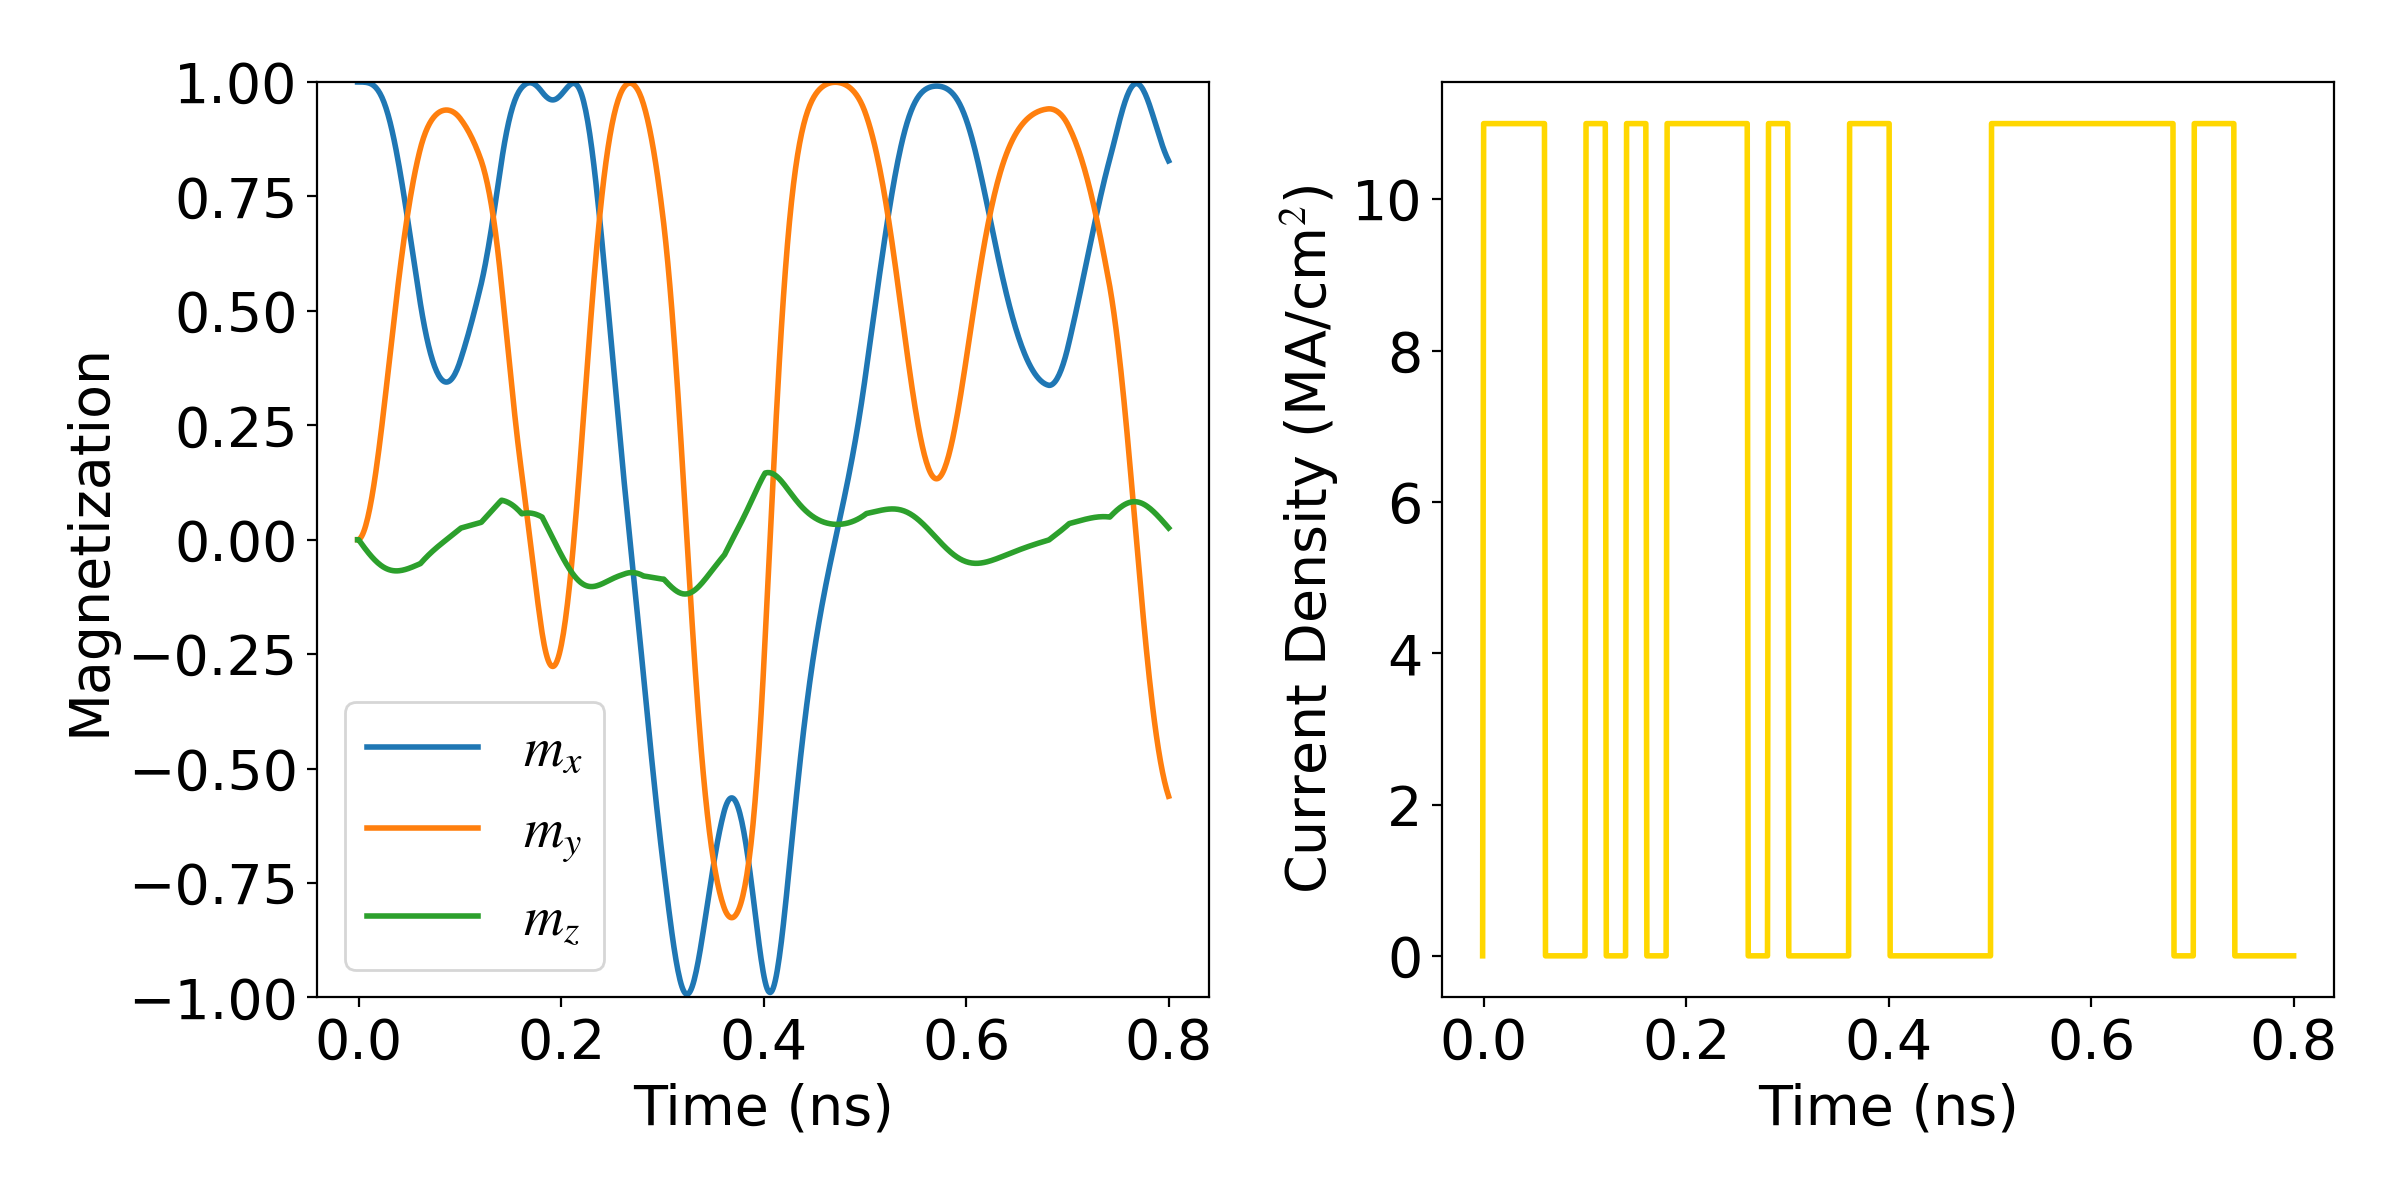 Magnetization
1.00
0.75
0.50
0.25
0.00
−0.25
−0.50
−0.75
−1.00
m_x
m_y
m_z
0.0 0.2 0.4 0.6 0.8
Time (ns)
Current Density (MA/cm²)
10
8
6
4
2
0
0.0 0.2 0.4 0.6 0.8
Time (ns)